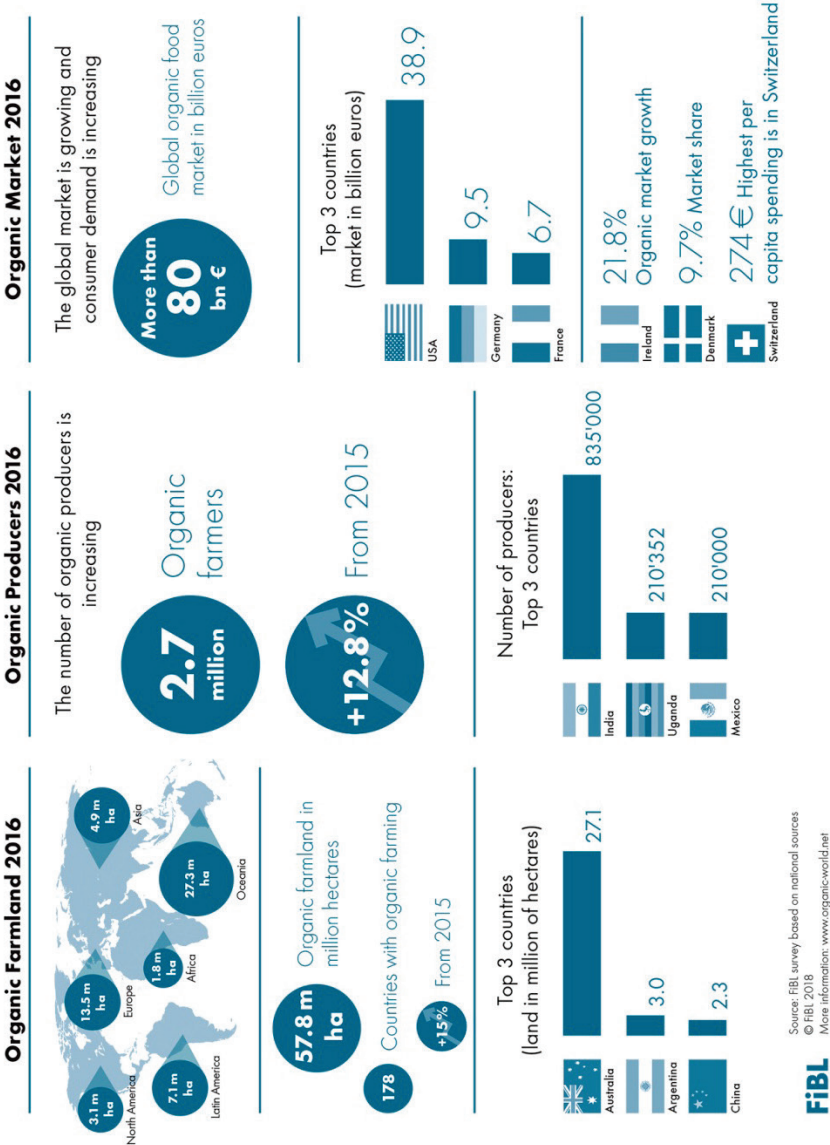 Organic Farmland 2016
3.1 m
ha
North America
13.5 m
ha
Europe
4.9 m
ha
Asia
7.1 m
ha
Latin America
1.8 m
ha
Africa
27.3 m
ha
Oceania
57.8 m
ha
Organic farmland in
million hectares
178
Countries with organic farming
+15%
From 2015
Top 3 countries
(land in million of hectares)
Australia
27.1
Argentina
3.0
China
2.3
Organic Producers 2016
The number of organic producers is
increasing
2.7
million
Organic
farmers
+12.8%
From 2015
Number of producers:
Top 3 countries
India
835'000
Uganda
210'352
Mexico
210'000
Organic Market 2016
The global market is growing and
consumer demand is increasing
More than
80
bn €
Global organic food
market in billion euros
Top 3 countries
(market in billion euros)
USA
38.9
Germany
9.5
France
6.7
Ireland
21.8%
Organic market growth
Denmark
9.7% Market share
Switzerland
274 € Highest per
capita spending is in Switzerland
FiBL
Source: FiBL survey based on national sources
© FiBL 2018
More information: www.organic-world.net